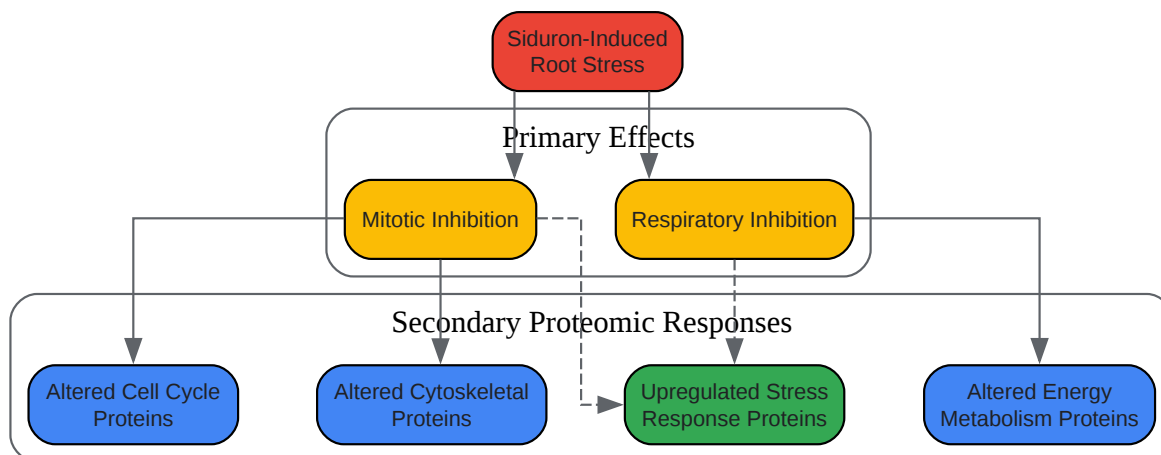 Siduron-Induced
Root Stress
Primary Effects
Mitotic Inhibition
Respiratory Inhibition
Secondary Proteomic Responses
Altered Cell Cycle
Proteins
Altered Cytoskeletal
Proteins
Upregulated Stress
Response Proteins
Altered Energy
Metabolism Proteins